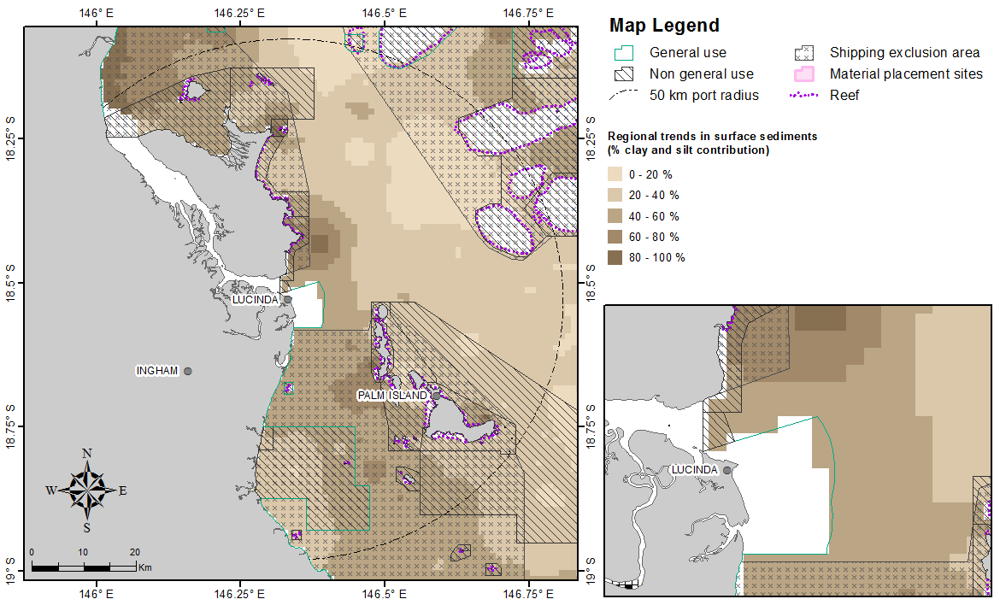 146° E
146.25° E
146.5° E
146.75° E
18.25° S
18.5° S
18.75° S
19° S
18.25° S
18.5° S
18.75° S
19° S
LUCINDA
INGHAM
PALM ISLAND
N
W
E
S
0
10
20
Km
146° E
146.25° E
146.5° E
146.75° E
Map Legend
General use
Non general use
50 km port radius
Shipping exclusion area
Material placement sites
Reef
Regional trends in surface sediments
(% clay and silt contribution)
0 - 20 %
20 - 40 %
40 - 60 %
60 - 80 %
80 - 100 %
LUCINDA